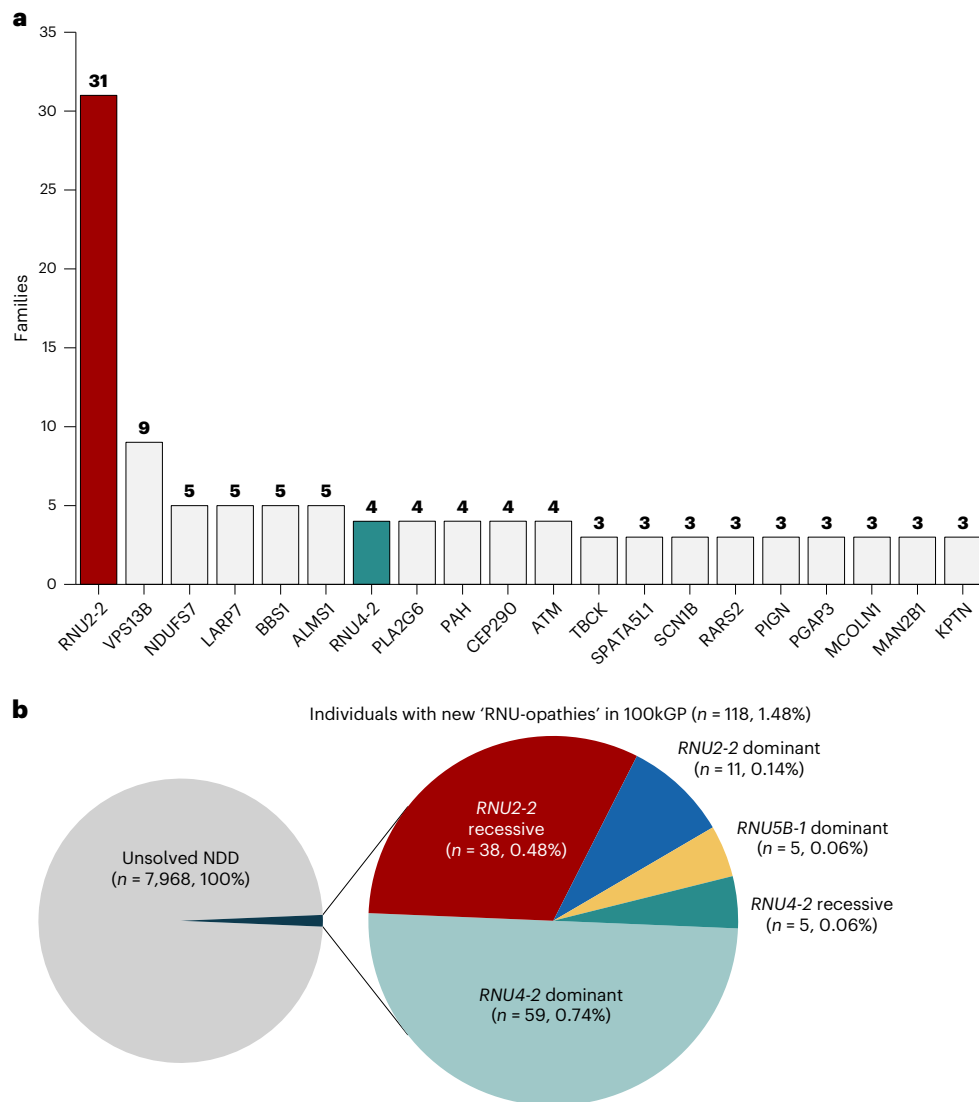 a
35
30
25
20
15
10
5
0
Families
31
9
5
5
5
5
4
4
4
4
4
3
3
3
3
3
3
3
3
3
RNU2-2
VPS13B
NDUFS7
LARP7
BBS1
ALMS1
RNU4-2
PLA2G6
PAH
CEP290
ATM
TBCK
SPATA5L1
SCN1B
RARS2
PIGN
PGAP3
MCOLN1
MAN2B1
KPTN
b
Individuals with new ‘RNU-opathies’ in 100kGP (n = 118, 1.48%)
Unsolved NDD
(n = 7,968, 100%)
RNU2-2
recessive
(n = 38, 0.48%)
RNU2-2 dominant
(n = 11, 0.14%)
RNU5B-1 dominant
(n = 5, 0.06%)
RNU4-2 recessive
(n = 5, 0.06%)
RNU4-2 dominant
(n = 59, 0.74%)